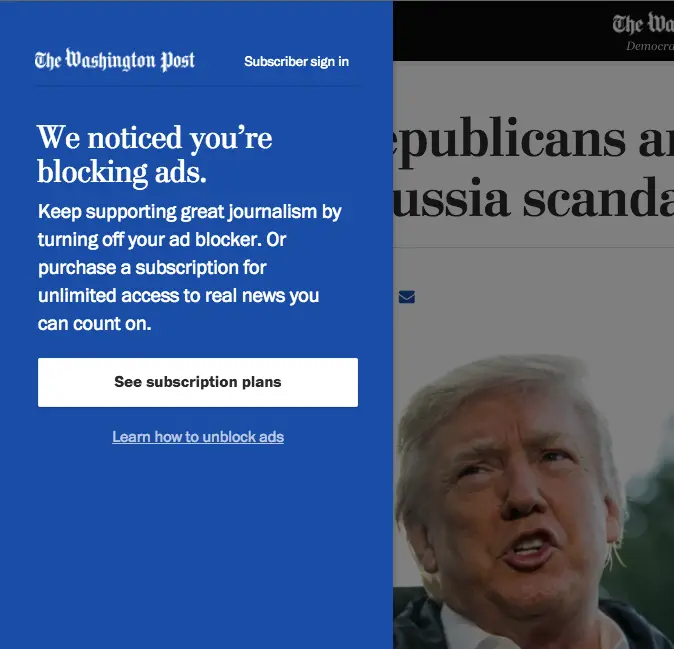 The Washington Post
Subscriber sign in
We noticed you're
blocking ads.
Keep supporting great journalism by
turning off your ad blocker. Or
purchase a subscription for
unlimited access to real news you
can count on.
See subscription plans
Learn how to unblock ads
The Wa
Democra
epublicans a
ussia scanda